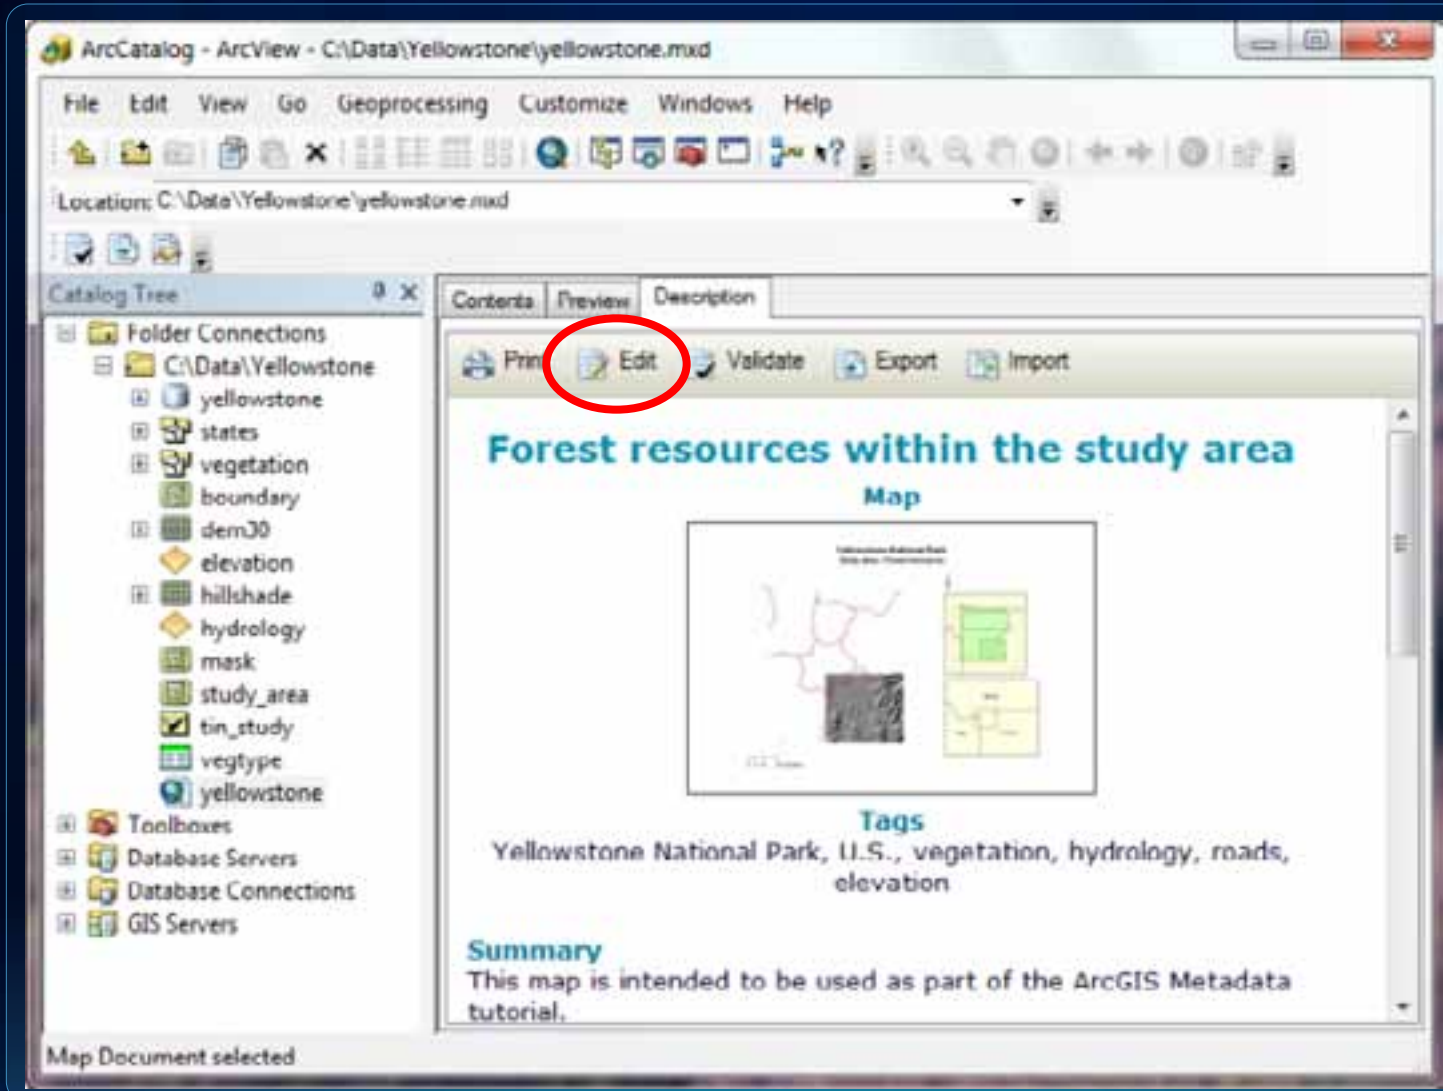 ArcCatalog - ArcView - C:\Data\Yellowstone\yellowstone.mxd
File Edit View Go Geoprocessing Customize Windows Help
Location: C:\Data\Yellowstone\yellowstone.mxd
Catalog Tree
Contents Preview Description
Folder Connections
C:\Data\Yellowstone
yellowstone
states
vegetation
boundary
dem30
elevation
hillshade
hydrology
mask
study_area
tin_study
vegtype
yellowstone
Toolboxes
Database Servers
Database Connections
GIS Servers
Print Edit Validate Export Import
Forest resources within the study area
Map
Yellowstone National Park
Tags
Yellowstone National Park, U.S., vegetation, hydrology, roads,
elevation
Summary
This map is intended to be used as part of the ArcGIS Metadata
tutorial.
Map Document selected